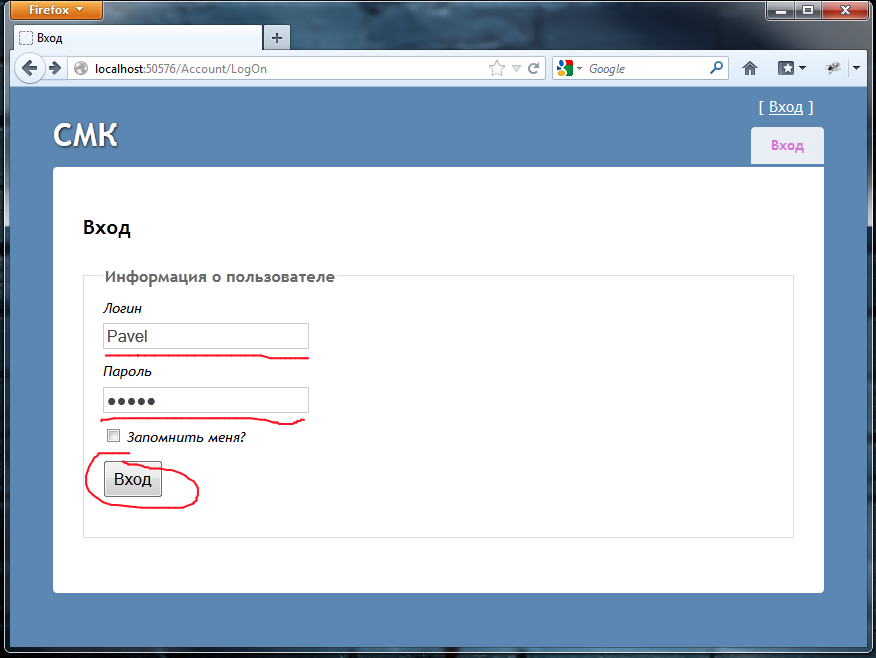 Firefox
Вход
localhost:50576/Account/LogOn
Google
[ Вход ]
СМК
Вход
Вход
Информация о пользователе
Логин
Pavel
Пароль
●●●●●
Запомнить меня?
Вход